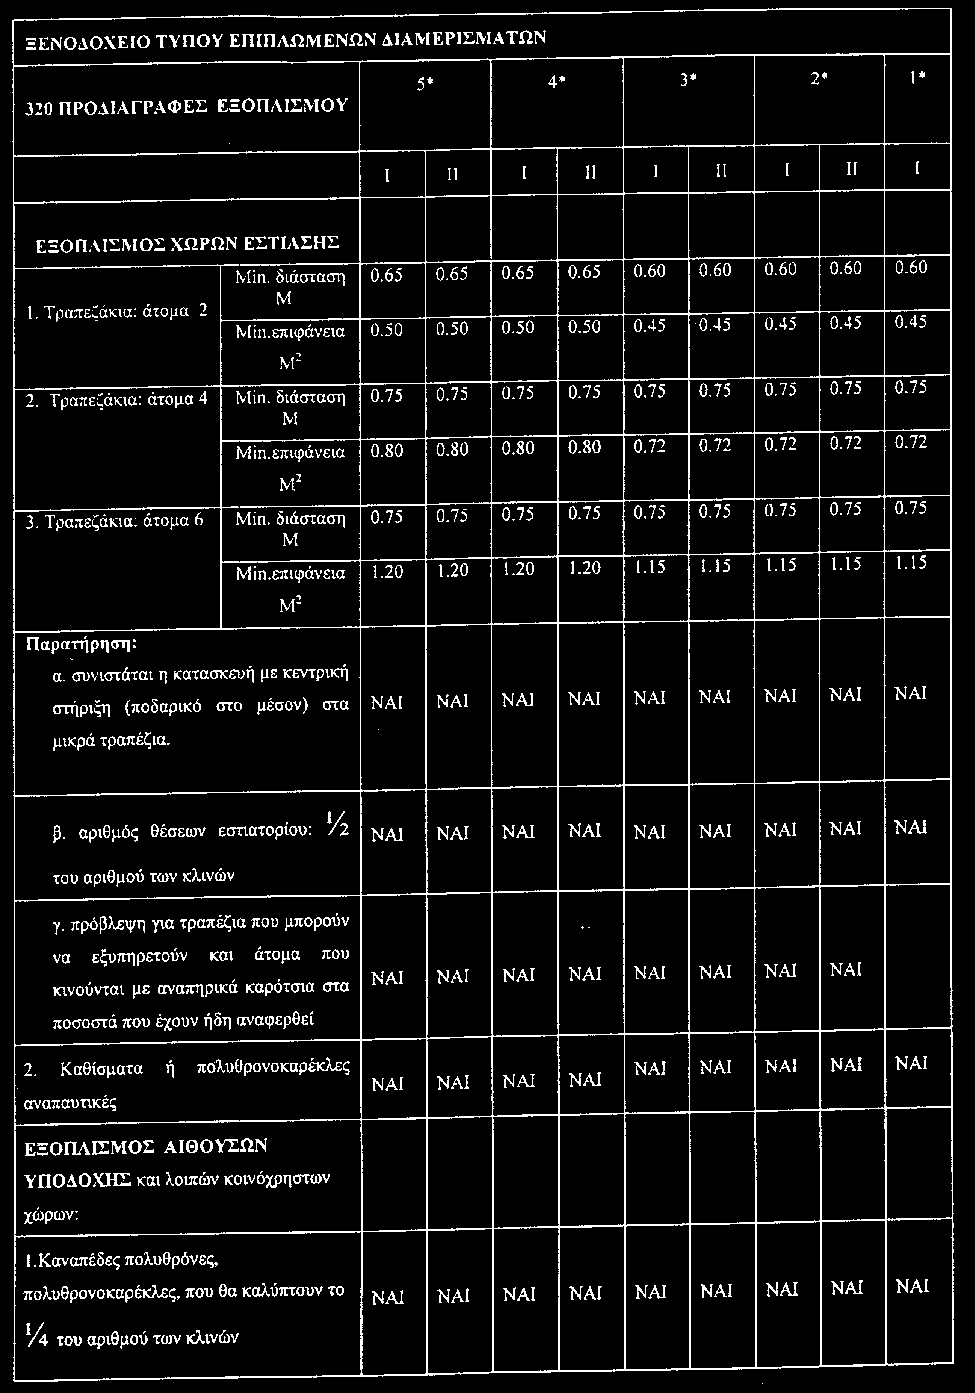 ΞΕΝΟΔΟΧΕΙΟ ΤΥΠΟΥ ΕΠΙΠΛΩΜΕΝΩΝ ΔΙΑΜΕΡΙΣΜΑΤΩΝ
320 ΠΡΟΔΙΑΓΡΑΦΕΣ ΕΞΟΠΛΙΣΜΟΥ 5* 4* 3* 2* 1*
I II I II I II I II I
ΕΞΟΠΛΙΣΜΟΣ ΧΩΡΩΝ ΕΣΤΙΑΣΗΣ
1. Τραπεζάκια: άτομα 2
Min. διάσταση 0.65 0.65 0.65 0.65 0.60 0.60 0.60 0.60 0.60
Μ
Min.επιφάνεια 0.50 0.50 0.50 0.50 0.45 0.45 0.45 0.45 0.45
Μ²
2. Τραπεζάκια: άτομα 4 Min. διάσταση 0.75 0.75 0.75 0.75 0.75 0.75 0.75 0.75 0.75
Μ
Min.επιφάνεια 0.80 0.80 0.80 0.80 0.72 0.72 0.72 0.72 0.72
Μ²
3. Τραπεζάκια: άτομα 6 Min. διάσταση 0.75 0.75 0.75 0.75 0.75 0.75 0.75 0.75 0.75
Μ
Min.επιφάνεια 1.20 1.20 1.20 1.20 1.15 1.15 1.15 1.15 1.15
Μ²
Παρατήρηση:
α. συνιστάται η κατασκευή με κεντρική
στήριξη (ποδαρικό στο μέσον) στα ΝΑΙ ΝΑΙ ΝΑΙ ΝΑΙ ΝΑΙ ΝΑΙ ΝΑΙ ΝΑΙ ΝΑΙ
μικρά τραπέζια.
β. αριθμός θέσεων εστιατορίου: ½ ΝΑΙ ΝΑΙ ΝΑΙ ΝΑΙ ΝΑΙ ΝΑΙ ΝΑΙ ΝΑΙ ΝΑΙ
του αριθμού των κλινών
γ. πρόβλεψη για τραπέζια που μπορούν
να εξυπηρετούν και άτομα που
κινούνται με αναπηρικά καρότσια στα ΝΑΙ ΝΑΙ ΝΑΙ ΝΑΙ ΝΑΙ ΝΑΙ ΝΑΙ ΝΑΙ
ποσοστά που έχουν ήδη αναφερθεί
2. Καθίσματα ή πολυθρονοκαρέκλες ΝΑΙ ΝΑΙ ΝΑΙ ΝΑΙ ΝΑΙ ΝΑΙ ΝΑΙ ΝΑΙ ΝΑΙ
αναπαυτικές
ΕΞΟΠΛΙΣΜΟΣ ΑΙΘΟΥΣΩΝ
ΥΠΟΔΟΧΗΣ και λοιπών κοινόχρηστων
χώρων:
1.Καναπέδες πολυθρόνες,
πολυθρονοκαρέκλες, που θα καλύπτουν το ΝΑΙ ΝΑΙ ΝΑΙ ΝΑΙ ΝΑΙ ΝΑΙ ΝΑΙ ΝΑΙ ΝΑΙ
¼ του αριθμού των κλινών